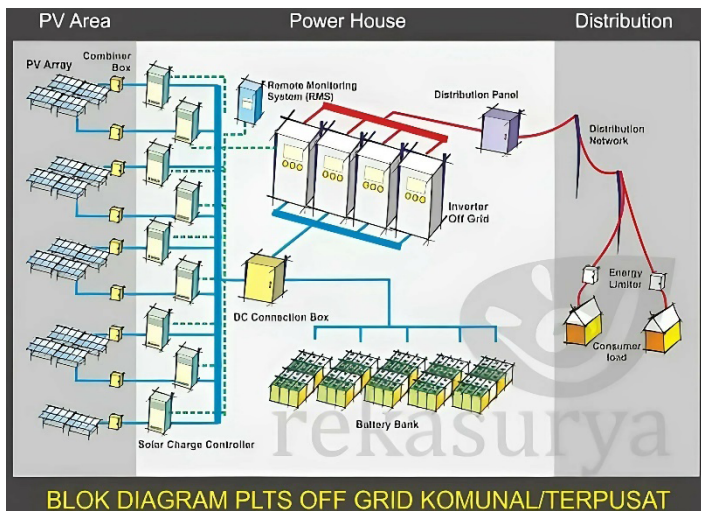 PV Area
Power House
Distribution
PV Array
Combiner
Box
Remote Monitoring
System (RMS)
Distribution Panel
Distribution
Network
Inverter
Off Grid
Energy
Limiter
DC Connection Box
Consumer
load
Solar Charge Controller
Battery Bank
rekasurya
BLOK DIAGRAM PLTS OFF GRID KOMUNAL/TERPUSAT